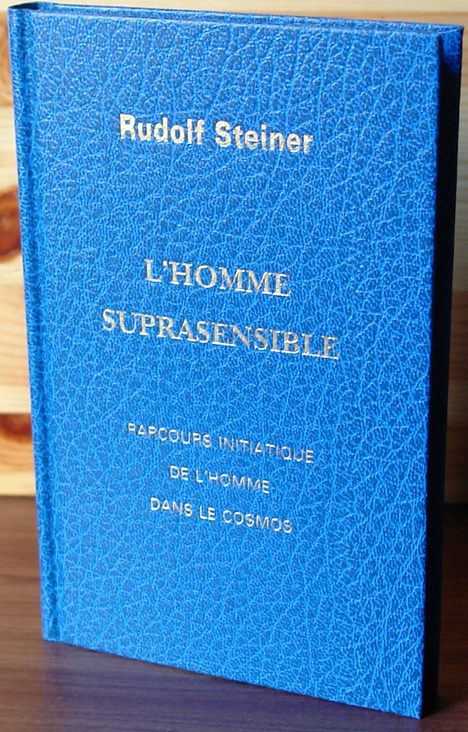 Rudolf Steiner
L'HOMME
SUPRASENSIBLE
PARCOURS INITIATIQUE
DE L'HOMME
DANS LE COSMOS